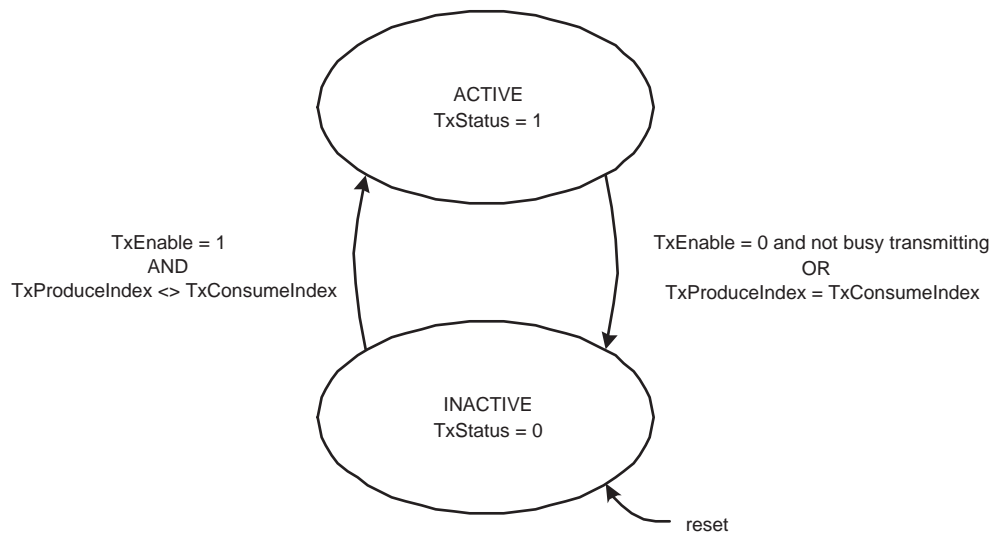 ACTIVE
TxStatus = 1
TxEnable = 1
AND
TxProduceIndex <> TxConsumeIndex
TxEnable = 0 and not busy transmitting
OR
TxProduceIndex = TxConsumeIndex
INACTIVE
TxStatus = 0
reset